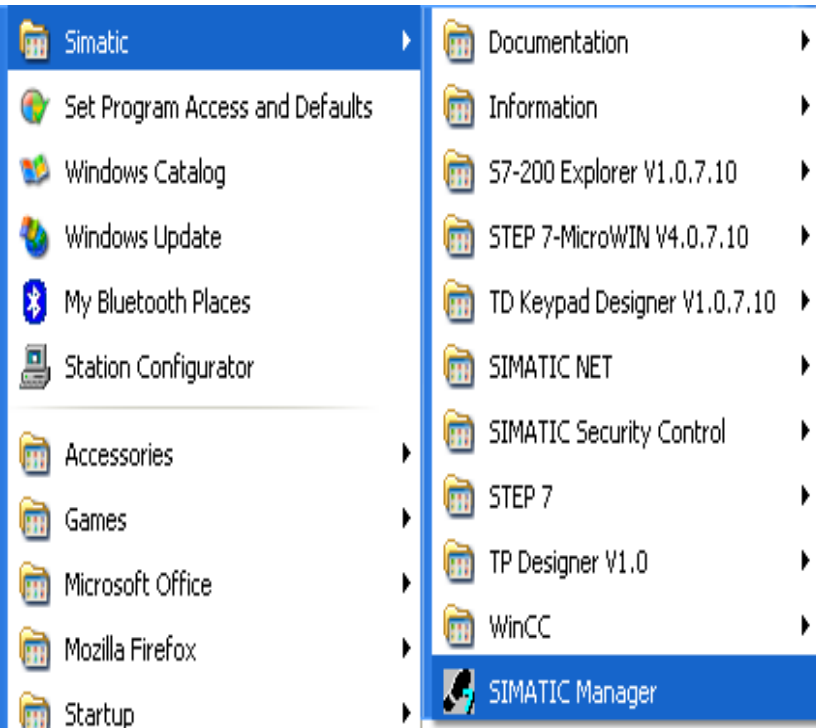 Simatic
Set Program Access and Defaults
Windows Catalog
Windows Update
My Bluetooth Places
Station Configurator
Accessories
Games
Microsoft Office
Mozilla Firefox
Startup
Documentation
Information
S7-200 Explorer V1.0.7.10
STEP 7-MicroWIN V4.0.7.10
TD Keypad Designer V1.0.7.10
SIMATIC NET
SIMATIC Security Control
STEP 7
TP Designer V1.0
WinCC
SIMATIC Manager